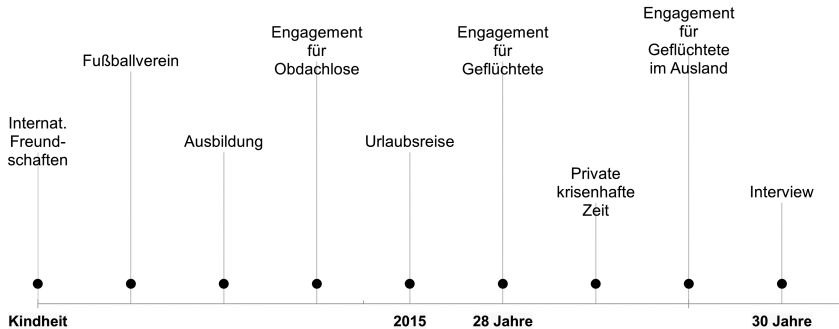 Internat.
Freund-
schaften
Fußballverein
Ausbildung
Engagement
für
Obdachlose
Urlaubsreise
Engagement
für
Geflüchtete
Private
krisenhafte
Zeit
Engagement
für
Geflüchtete
im Ausland
Interview
Kindheit
2015
28 Jahre
30 Jahre